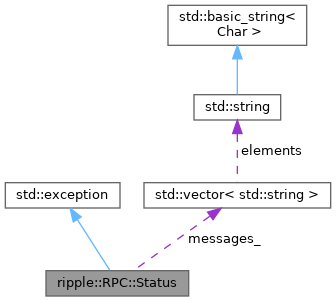 std::basic_string<
Char >
std::string
elements
std::exception
std::vector< std::string >
messages_
ripple::RPC::Status